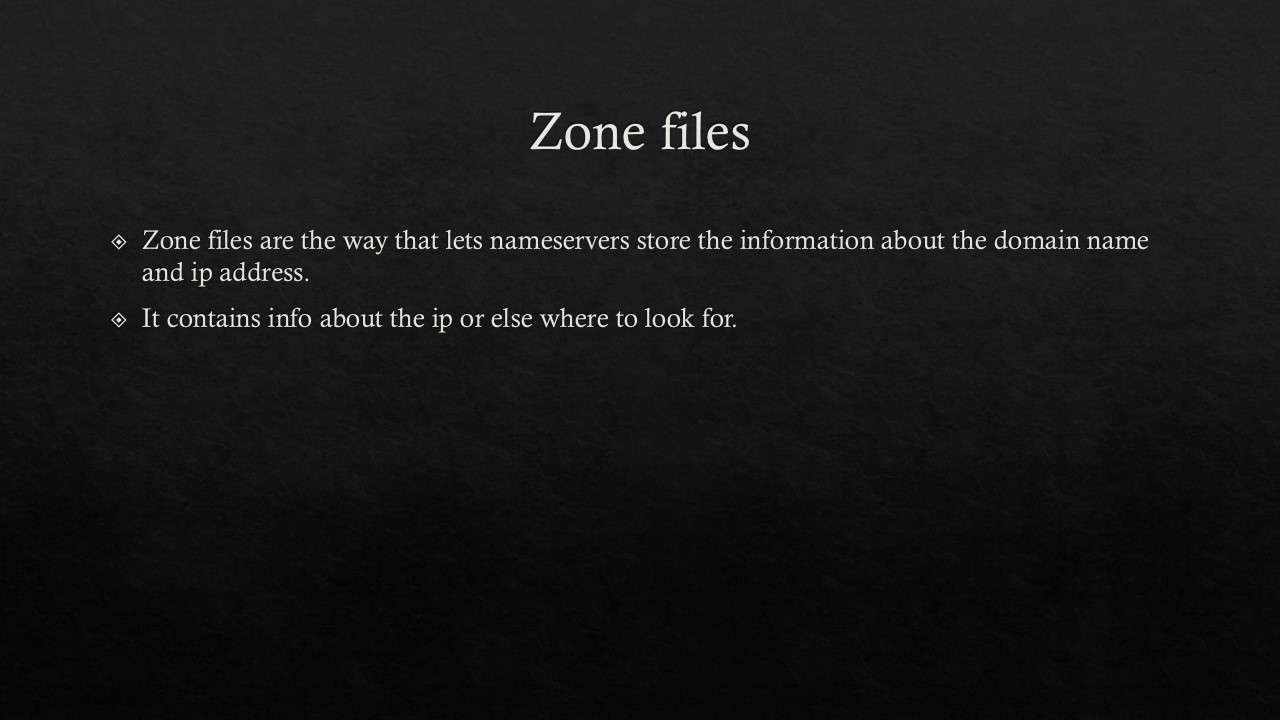 Zone files
Zone files are the way that lets nameservers store the information about the domain name
and ip address.
It contains info about the ip or else where to look for.